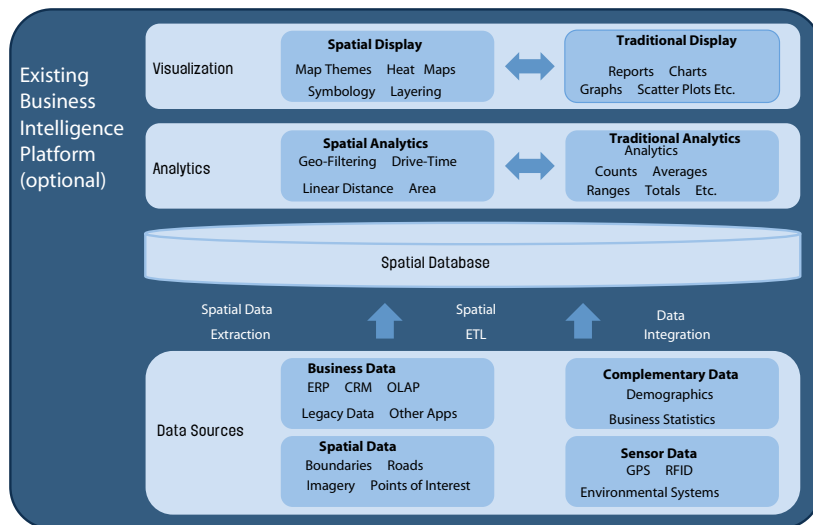 Existing
Business
Intelligence
Platform
(optional)
Visualization
Spatial Display
Map Themes Heat Maps
Symbology Layering
Traditional Display
Reports Charts
Graphs Scatter Plots Etc.
Analytics
Spatial Analytics
Geo-Filtering Drive-Time
Linear Distance Area
Traditional Analytics
Analytics
Counts Averages
Ranges Totals Etc.
Spatial Database
Spatial Data
Extraction
Spatial
ETL
Data
Integration
Data Sources
Business Data
ERP CRM OLAP
Legacy Data Other Apps
Complementary Data
Demographics
Business Statistics
Spatial Data
Boundaries Roads
Imagery Points of Interest
Sensor Data
GPS RFID
Environmental Systems